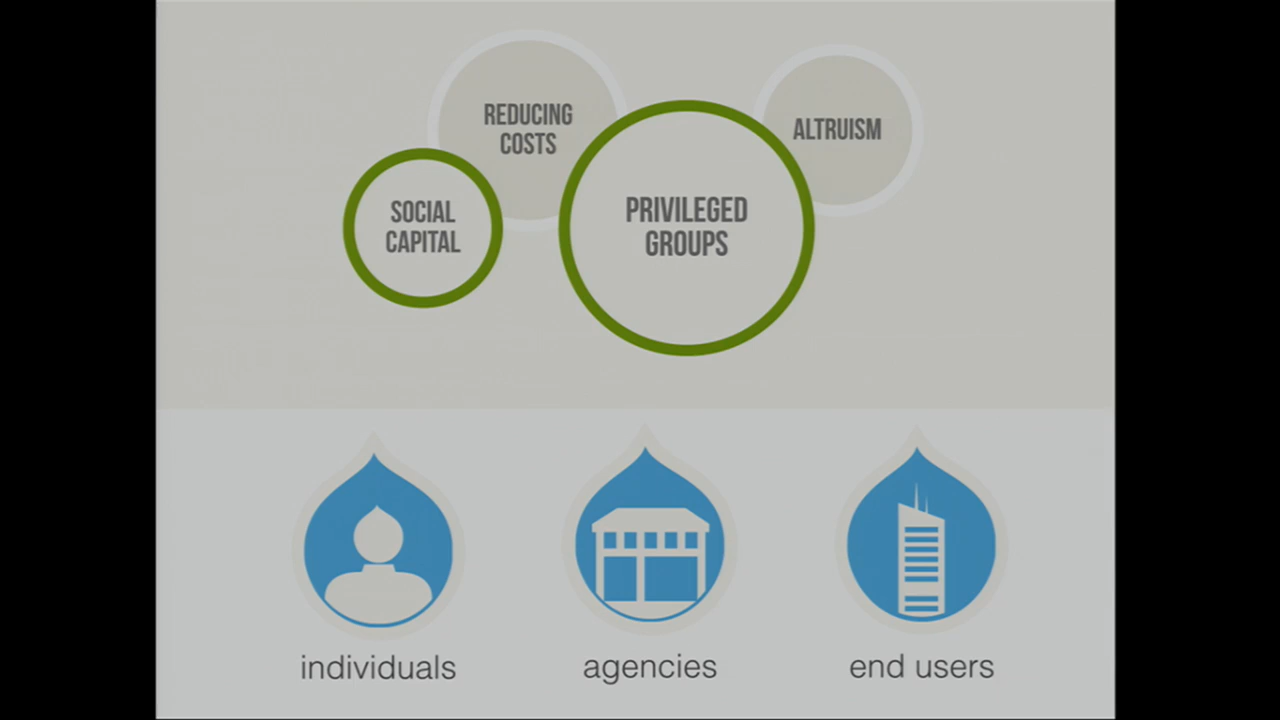 REDUCING
COSTS
ALTRUISM
SOCIAL
CAPITAL
PRIVILEGED
GROUPS
individuals
agencies
end users